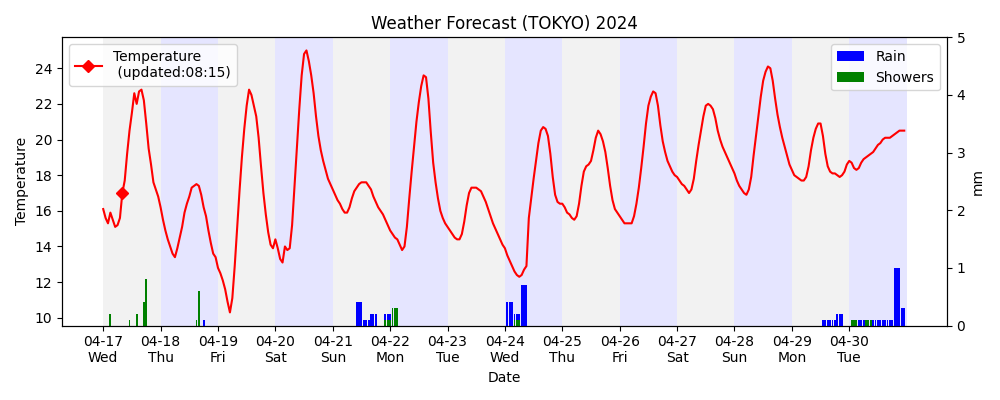 Weather Forecast (TOKYO) 2024
Temperature
(updated:08:15)
Rain
Showers
Temperature
24
22
20
18
16
14
12
10
5
4
3
2
1
0
mm
04-17 04-18 04-19 04-20 04-21 04-22 04-23 04-24 04-25 04-26 04-27 04-28 04-29 04-30
Wed Thu Fri Sat Sun Mon Tue Wed Thu Fri Sat Sun Mon Tue
Date